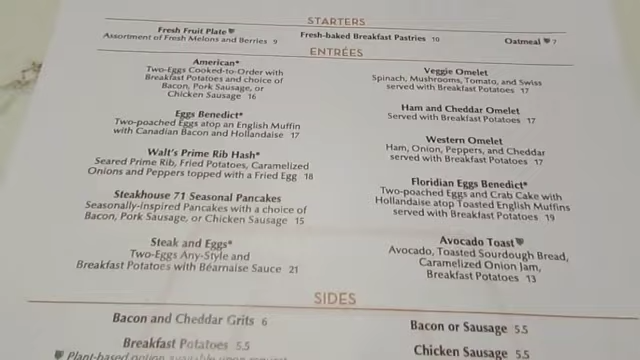 STARTERS
Fresh Fruit Plate
Assortment of Fresh Melons and Berries 9
Fresh-baked Breakfast Pastries 10
Oatmeal 7
ENTRÉES
American*
Two-Eggs Cooked-to-Order with
Breakfast Potatoes and choice of
Bacon, Pork Sausage, or
Chicken Sausage 16
Eggs Benedict*
Two-poached Eggs atop an English Muffin
with Canadian Bacon and Hollandaise 17
Walt's Prime Rib Hash*
Seared Prime Rib, Fried Potatoes, Caramelized
Onions and Peppers topped with a Fried Egg 18
Steakhouse 71 Seasonal Pancakes
Seasonally-inspired Pancakes with a choice of
Bacon, Pork Sausage, or Chicken Sausage 15
Steak and Eggs*
Two-Eggs Any-Style and
Breakfast Potatoes with Béarnaise Sauce 21
Veggie Omelet
Spinach, Mushrooms, Tomato, and Swiss
served with Breakfast Potatoes 17
Ham and Cheddar Omelet
Served with Breakfast Potatoes 17
Western Omelet
Ham, Onion, Peppers, and Cheddar
served with Breakfast Potatoes 17
Floridian Eggs Benedict*
Two-poached Eggs and Crab Cake with
Hollandaise atop Toasted English Muffins
served with Breakfast Potatoes 19
Avocado Toast
Avocado, Toasted Sourdough Bread,
Caramelized Onion Jam,
Breakfast Potatoes 13
SIDES
Bacon and Cheddar Grits 6
Breakfast Potatoes 5.5
Plant-based option available upon request
Bacon or Sausage 5.5
Chicken Sausage 5.5